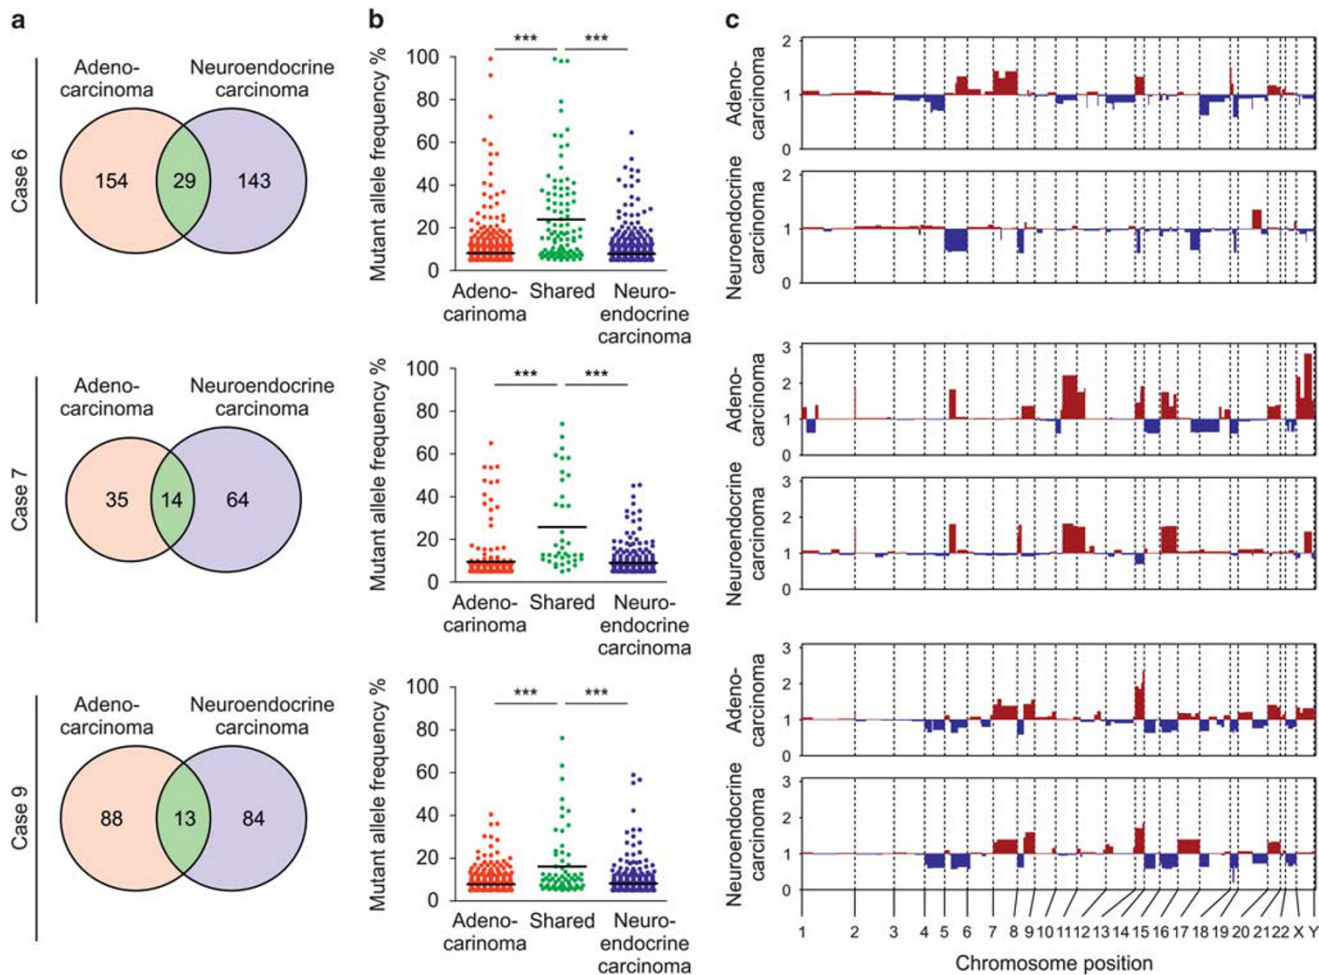 a
Case 6
Adeno-
carcinoma
Neuroendocrine
carcinoma
154
29
143
Case 7
Adeno-
carcinoma
Neuroendocrine
carcinoma
35
14
64
Case 9
Adeno-
carcinoma
Neuroendocrine
carcinoma
88
13
84
b
Mutant allele frequency %
100
80
60
40
20
0
***
***
Adeno-
carinoma
Shared
Neuro-
endocrine
carcinoma
Mutant allele frequency %
100
80
60
40
20
0
***
***
Adeno-
carinoma
Shared
Neuro-
endocrine
carcinoma
Mutant allele frequency %
100
80
60
40
20
0
***
***
Adeno-
carinoma
Shared
Neuro-
endocrine
carcinoma
c
Adeno-
carcinoma
2
1
0
Neuroendocrine
carcinoma
2
1
0
Adeno-
carcinoma
3
2
1
0
Neuroendocrine
carcinoma
3
2
1
0
Adeno-
carcinoma
3
2
1
0
Neuroendocrine
carcinoma
3
2
1
0
1 2 3 4 5 6 7 8 9 10 11 12 13 14 15 16 17 18 19 20 21 22 X Y
Chromosome position